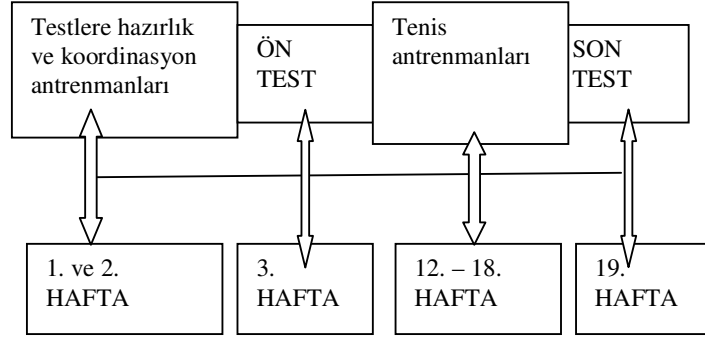 Testlere hazırlık
ve koordinasyon
antrenmanları
ÖN
TEST
Tenis
antrenmanları
SON
TEST
1. ve 2.
HAFTA
3.
HAFTA
12. – 18.
HAFTA
19.
HAFTA